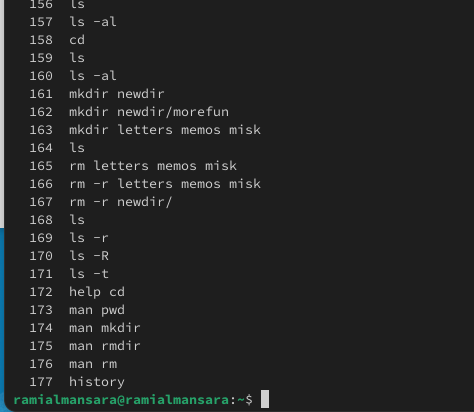 156 ls
157 ls -al
158 cd
159 ls
160 ls -al
161 mkdir newdir
162 mkdir newdir/morefun
163 mkdir letters memos misk
164 ls
165 rm letters memos misk
166 rm -r letters memos misk
167 rm -r newdir/
168 ls
169 ls -r
170 ls -R
171 ls -t
172 help cd
173 man pwd
174 man mkdir
175 man rmdir
176 man rm
177 history
ramialmansara@ramialmansara:~$